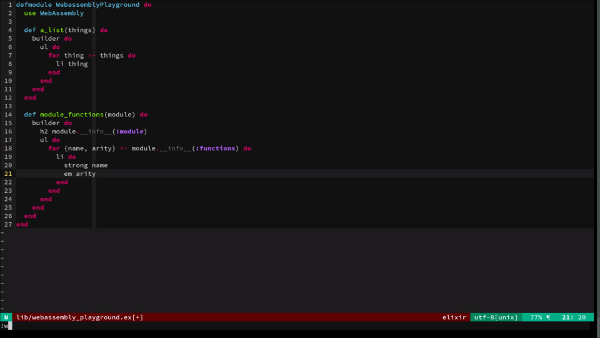 1 defmodule WebassemblyPlayground do
2   use WebAssembly
3
4   def a_list(things) do
5     builder do
6       ul do
7         for thing <- things do
8           li thing
9         end
10       end
11     end
12   end
13
14   def module_functions(module) do
15     builder do
16       h2 module.__info__(:module)
17       ul do
18         for {name, arity} <- module.__info__(:functions) do
19           li do
20             strong name
21             em arity
22           end
23         end
24       end
25     end
26   end
27 end
~
~
~
~
~
~
~
~
~
~
N lib/webassembly_playground.ex[+] elixir utf-8[unix] 77% ¶ 21: 20
:w